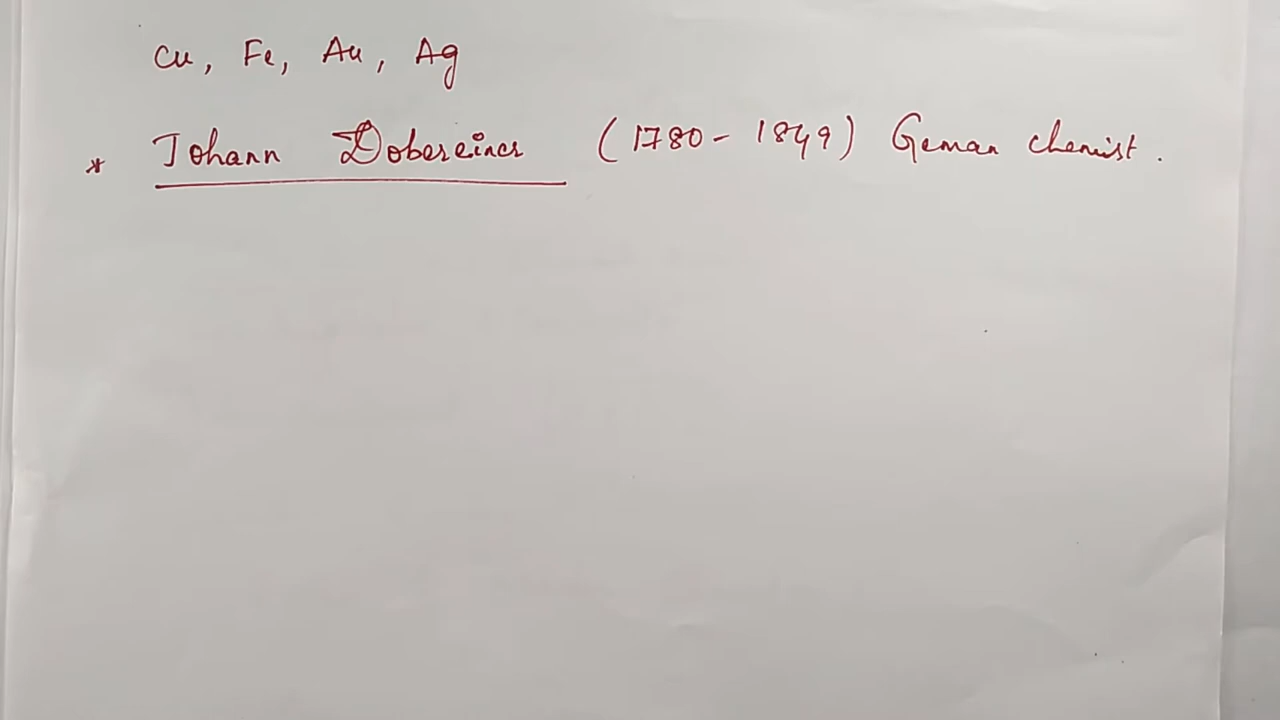 Cu, Fe, Au, Ag
* Johann Dobereiner (1780 - 1849) Geman chemist.